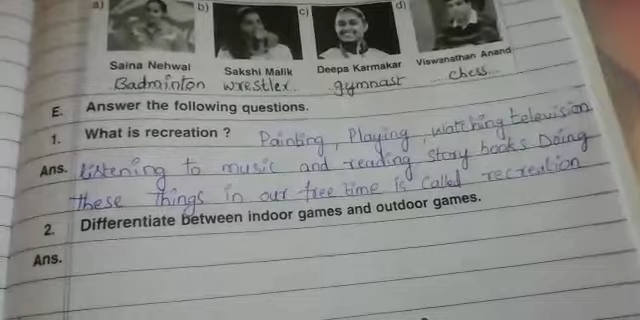 a) b) c) d)
Saina Nehwal Sakshi Malik Deepa Karmakar Viswanathan Anand
Badminton wrestler gymnast chess
E. Answer the following questions.
1. What is recreation ? Painting, Playing, watching television
Ans. listening to music and reading story books Doing
these things in our free time is called recreation
2. Differentiate between indoor games and outdoor games.
Ans.